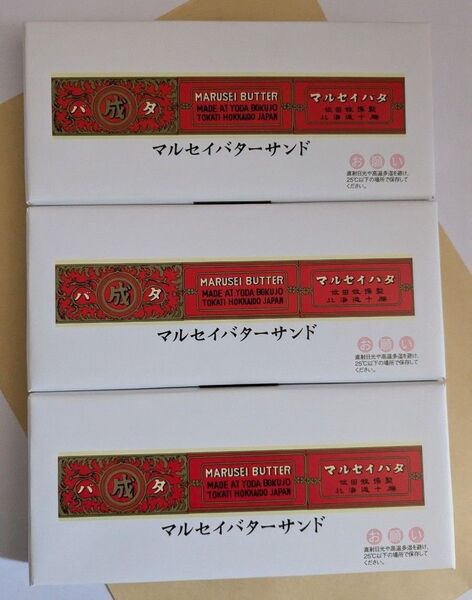 バ 成 タ
MARUSEI BUTTER
MADE AT YODA BOKUJO
TOKATI HOKKAIDO JAPAN
マルセイバタ
依田牧場製
北海道十勝
マルセイバターサンド
お願い
直射日光や高温多湿を避け、
25℃以下の場所で保存して
ください。
バ 成 タ
MARUSEI BUTTER
MADE AT YODA BOKUJO
TOKATI HOKKAIDO JAPAN
マルセイバタ
依田牧場製
北海道十勝
マルセイバターサンド
お願い
直射日光や高温多湿を避け、
25℃以下の場所で保存して
ください。
バ 成 タ
MARUSEI BUTTER
MADE AT YODA BOKUJO
TOKATI HOKKAIDO JAPAN
マルセイバタ
依田牧場製
北海道十勝
マルセイバターサンド
お願い
直射日光や高温多湿を避け、
25℃以下の場所で保存して
ください。